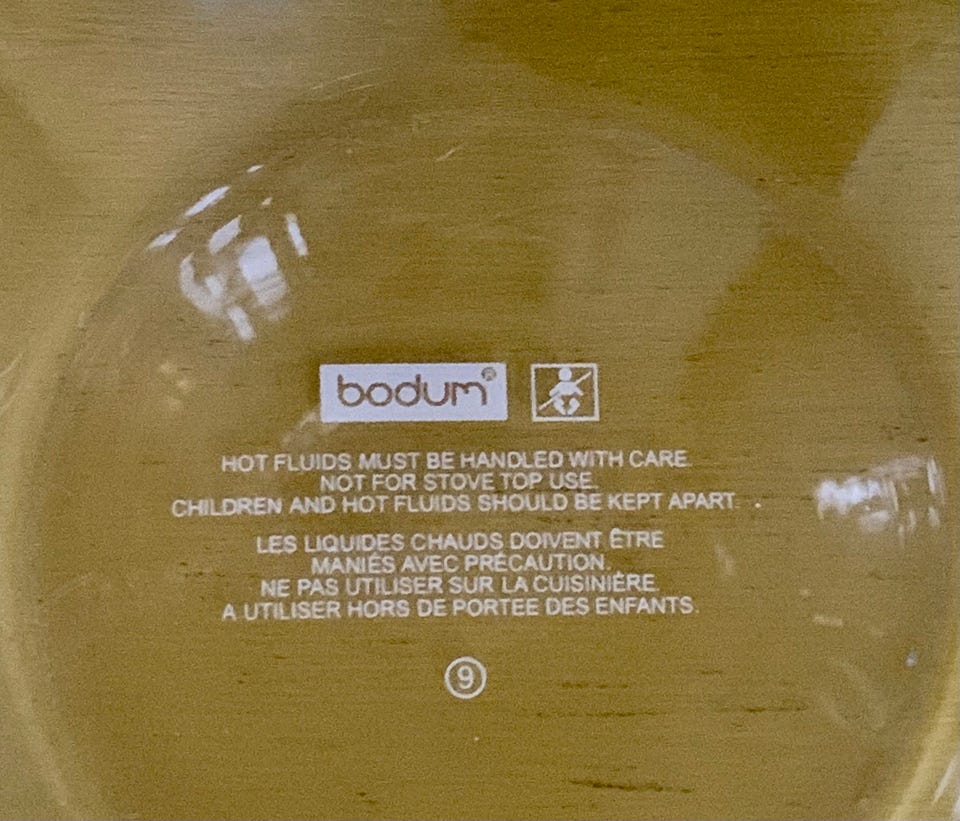 bodum®
HOT FLUIDS MUST BE HANDLED WITH CARE.
NOT FOR STOVE TOP USE.
CHILDREN AND HOT FLUIDS SHOULD BE KEPT APART.
LES LIQUIDES CHAUDS DOIVENT ÊTRE
MANIÉS AVEC PRÉCAUTION.
NE PAS UTILISER SUR LA CUISINIÈRE.
A UTILISER HORS DE PORTEE DES ENFANTS.
9